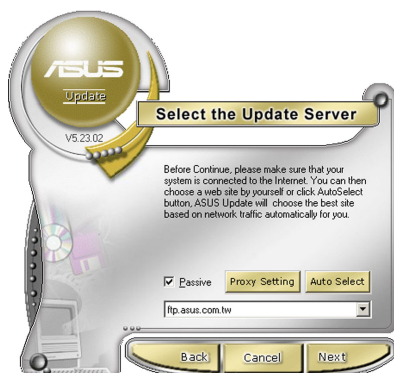 ASUS
Update
V5.23.02
Select the Update Server
Before Continue, please make sure that your
system is connected to the Internet. You can then
choose a web site by yourself or click AutoSelect
button, ASUS Update will choose the best site
based on network traffic automatically for you.
Passive
Proxy Setting
Auto Select
ftp.asus.com.tw
Back
Cancel
Next